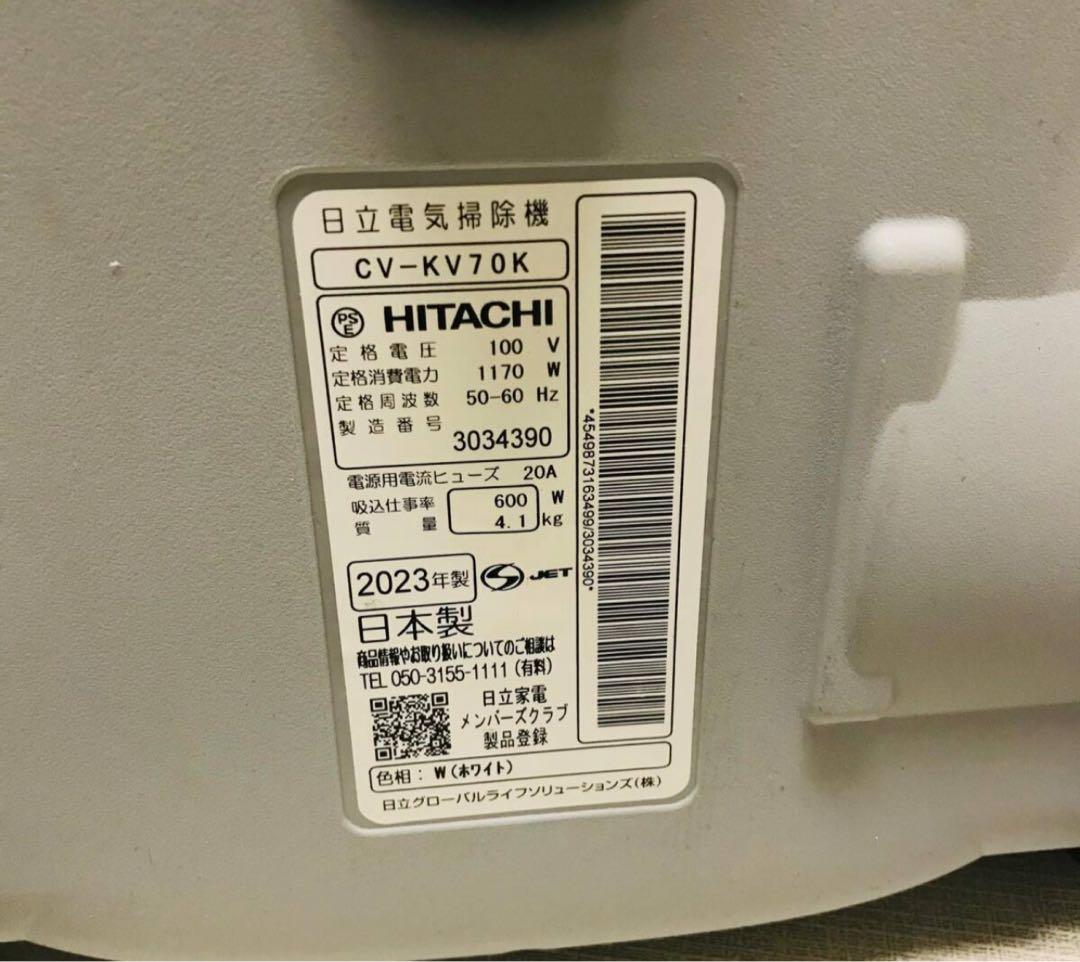 日立電気掃除機
CV-KV70K
PSE HITACHI
定格電圧 100 V
定格消費電力 1170 W
定格周波数 50-60 Hz
製造番号 3034390
電源用電流ヒューズ 20A
吸込仕事率 600 W
質量 4.1 kg
2023年製 S JET
日本製
商品情報やお取り扱いについてのご相談は
TEL 050-3155-1111 (有料)
日立家電
メンバーズクラブ
製品登録
色相: W(ホワイト)
日立グローバルライフソリューションズ(株)
*4549873163499/3034390*